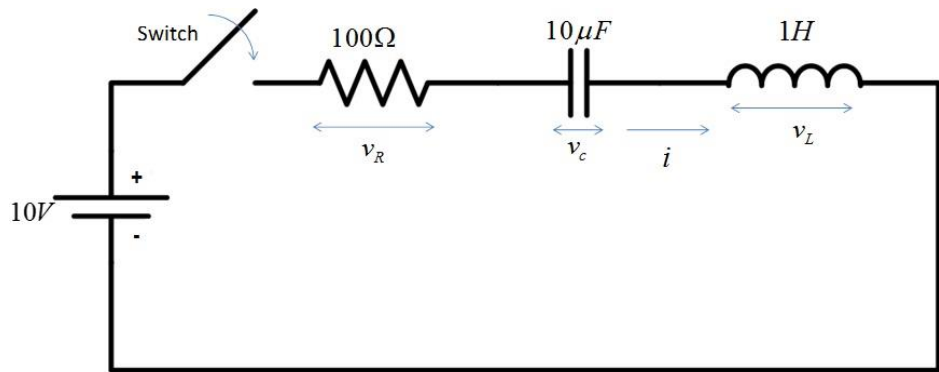 Switch
100Ω
10μF
1H
v_R
v_c
i
v_L
10V
+
-